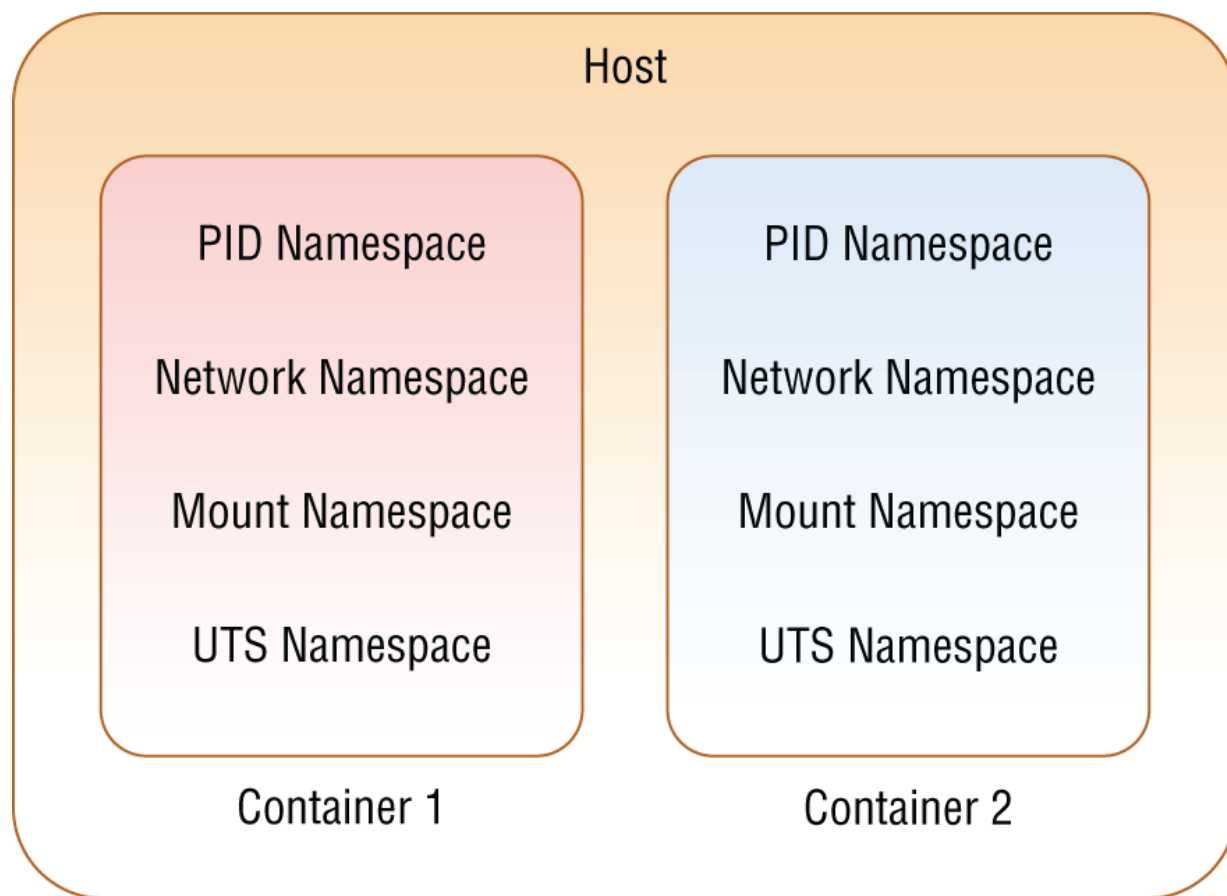 Host
PID Namespace
Network Namespace
Mount Namespace
UTS Namespace
Container 1
PID Namespace
Network Namespace
Mount Namespace
UTS Namespace
Container 2